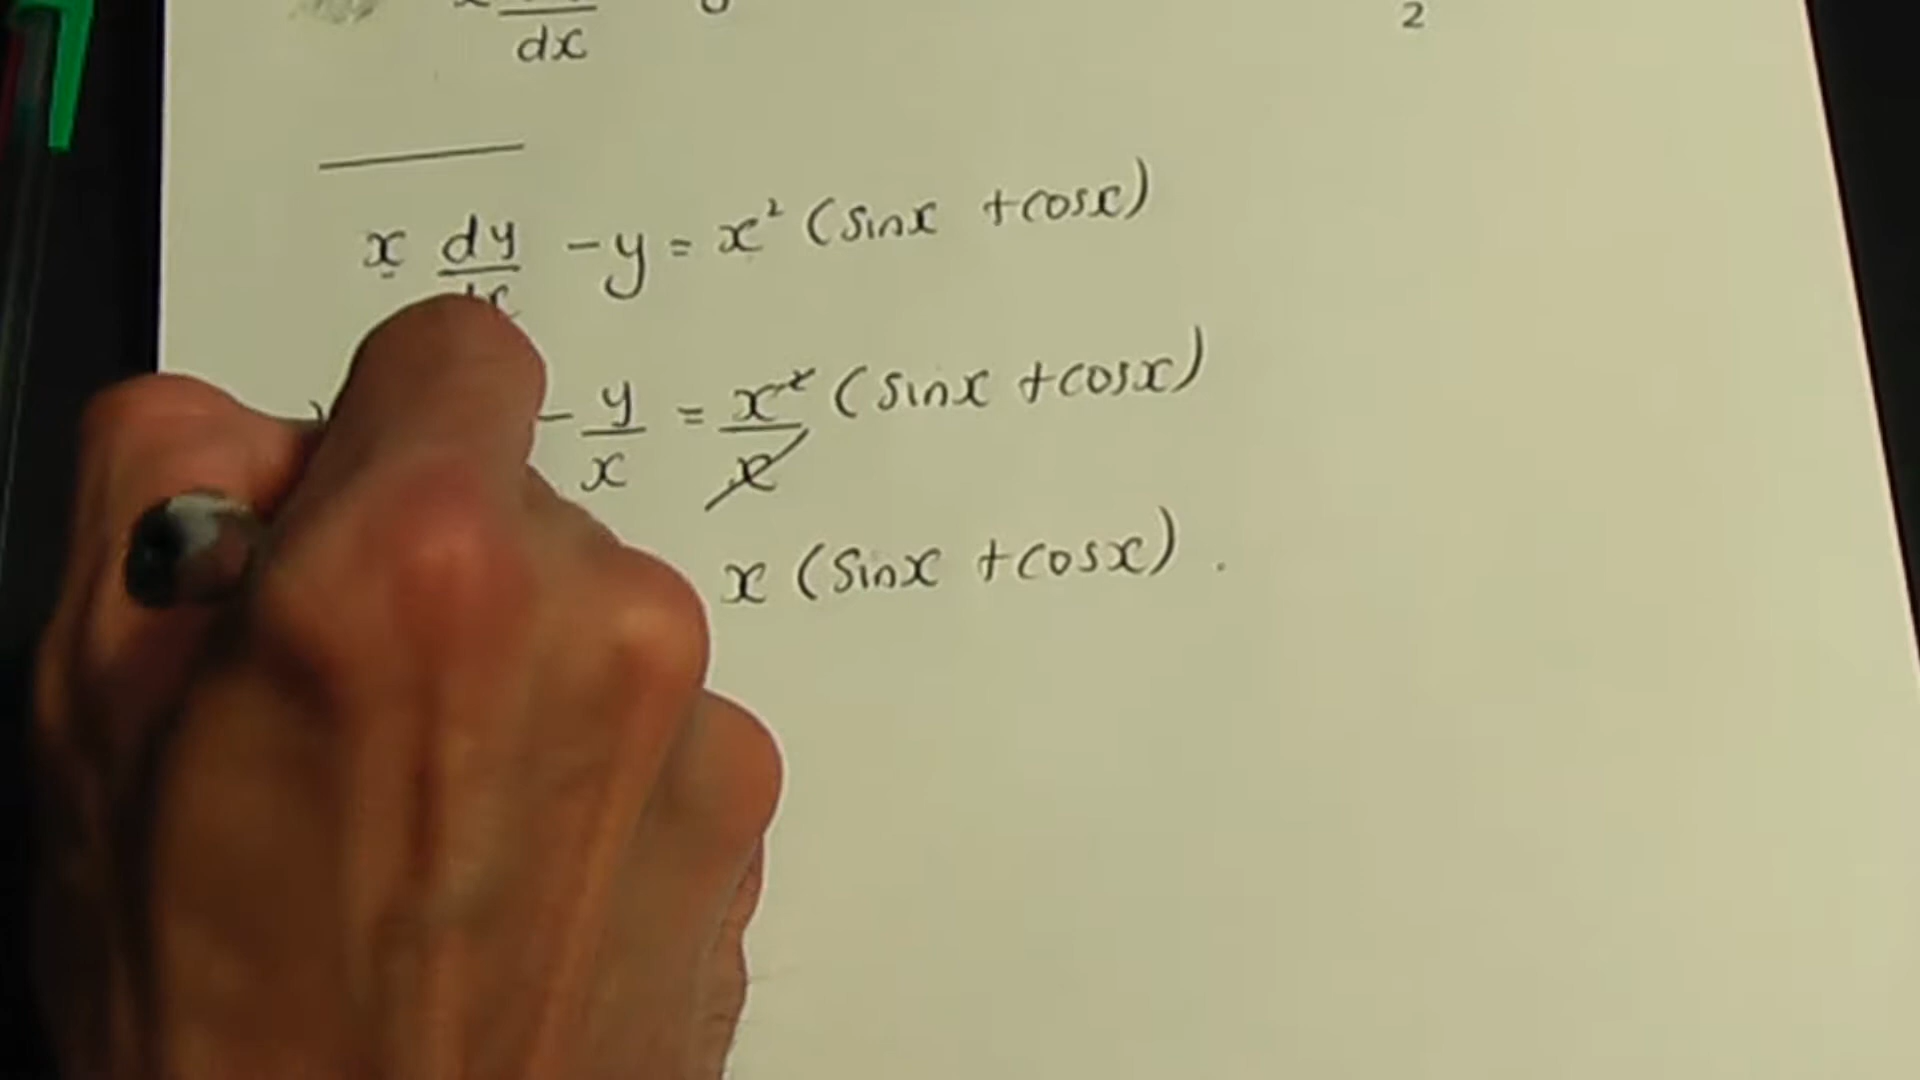 dx 2
x dy/dx - y = x² (sinx + cosx)
- y/x = x²/x (sinx + cosx)
x (sinx + cosx) .